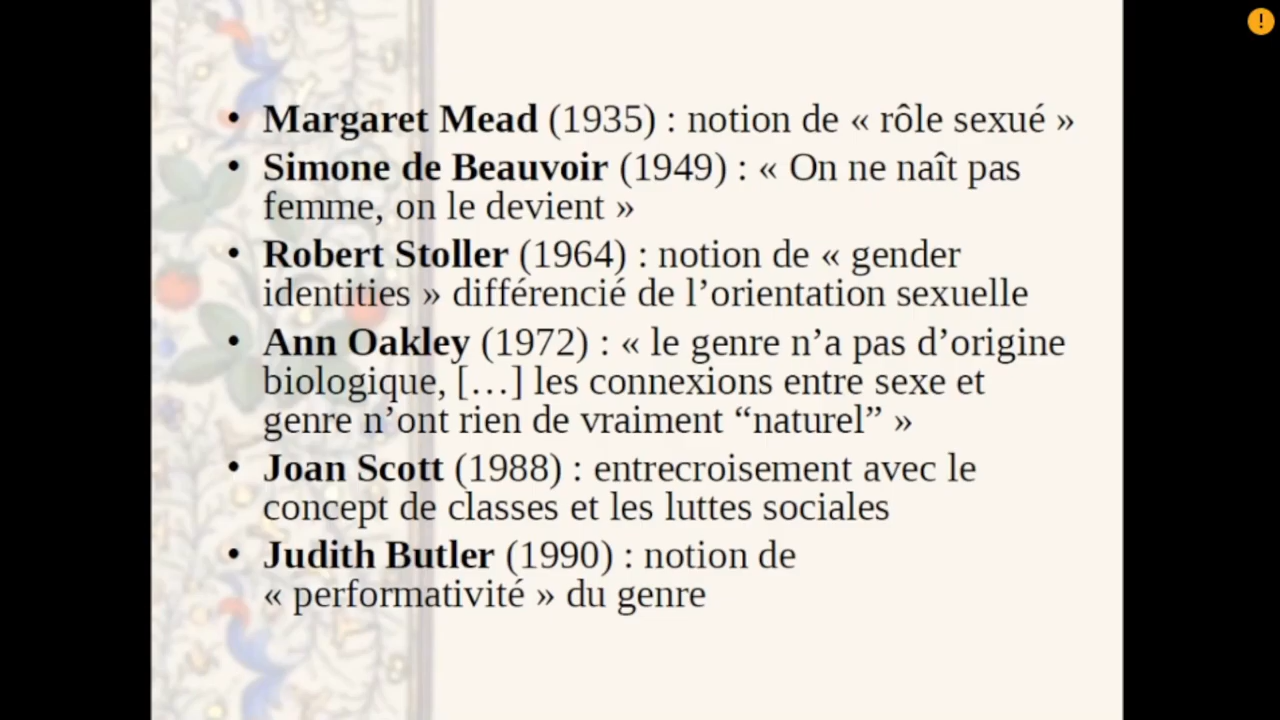 • Margaret Mead (1935) : notion de « rôle sexué »
• Simone de Beauvoir (1949) : « On ne naît pas
femme, on le devient »
• Robert Stoller (1964) : notion de « gender
identities » différencié de l’orientation sexuelle
• Ann Oakley (1972) : « le genre n’a pas d’origine
biologique, […] les connexions entre sexe et
genre n’ont rien de vraiment “naturel” »
• Joan Scott (1988) : entrecroisement avec le
concept de classes et les luttes sociales
• Judith Butler (1990) : notion de
« performativité » du genre